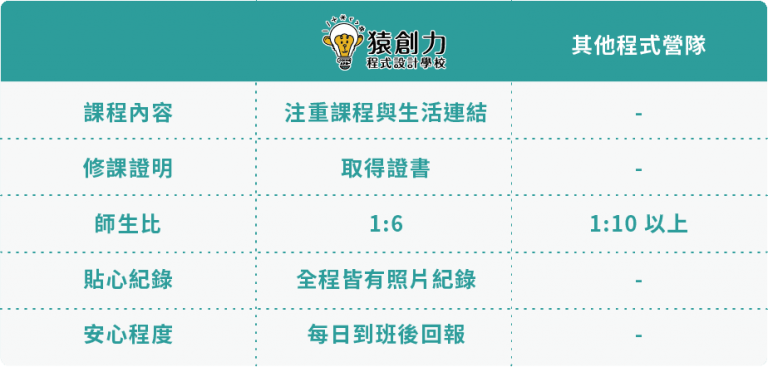 猿創力
程式設計學校
其他程式營隊
課程內容
注重課程與生活連結
-
修課證明
取得證書
-
師生比
1:6
1:10 以上
貼心紀錄
全程皆有照片紀錄
-
安心程度
每日到班後回報
-